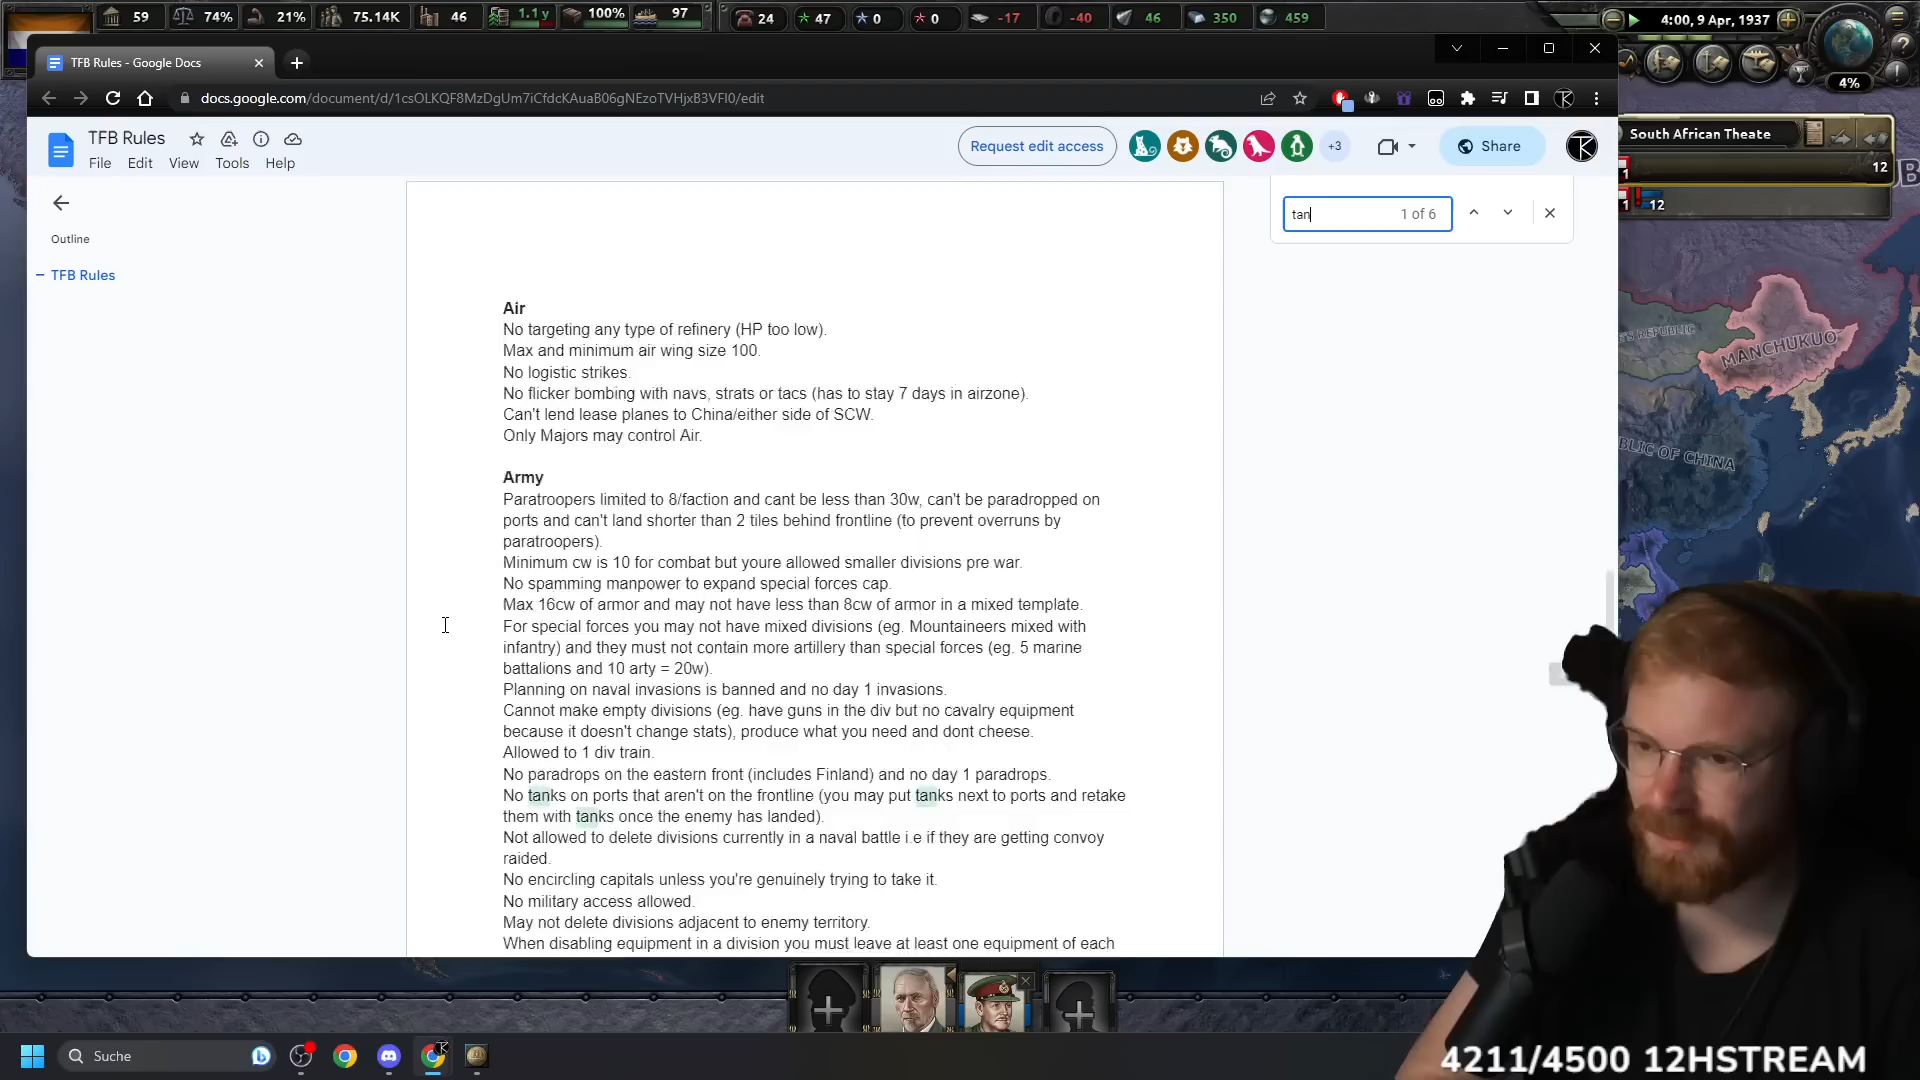 59
74%
21%
75.14K
46
1.1 y
100%
97
24
47
0
0
-17
-40
46
350
459
4:00, 9 Apr, 1937
4%
TFB Rules - Google Docs
docs.google.com/document/d/1csOLKQF8MzDgUm7iCfdcKAuaB06gNEzoTVHjxB3VFI0/edit
TFB Rules
File Edit View Tools Help
Request edit access
+3
Share
South African Theate
12
1
1
12
Outline
TFB Rules
tan
1 of 6
Air
No targeting any type of refinery (HP too low).
Max and minimum air wing size 100.
No logistic strikes.
No flicker bombing with navs, strats or tacs (has to stay 7 days in airzone).
Can't lend lease planes to China/either side of SCW.
Only Majors may control Air.
Army
Paratroopers limited to 8/faction and cant be less than 30w, can't be paradropped on
ports and can't land shorter than 2 tiles behind frontline (to prevent overruns by
paratroopers).
Minimum cw is 10 for combat but youre allowed smaller divisions pre war.
No spamming manpower to expand special forces cap.
Max 16cw of armor and may not have less than 8cw of armor in a mixed template.
For special forces you may not have mixed divisions (eg. Mountaineers mixed with
infantry) and they must not contain more artillery than special forces (eg. 5 marine
battalions and 10 arty = 20w).
Planning on naval invasions is banned and no day 1 invasions.
Cannot make empty divisions (eg. have guns in the div but no cavalry equipment
because it doesn't change stats), produce what you need and dont cheese.
Allowed to 1 div train.
No paradrops on the eastern front (includes Finland) and no day 1 paradrops.
No tanks on ports that aren't on the frontline (you may put tanks next to ports and retake
them with tanks once the enemy has landed).
Not allowed to delete divisions currently in a naval battle i.e if they are getting convoy
raided.
No encircling capitals unless you're genuinely trying to take it.
No military access allowed.
May not delete divisions adjacent to enemy territory.
When disabling equipment in a division you must leave at least one equipment of each
MANCHUKUO
REPUBLIC
OF CHINA
Suche
4211/4500 12HSTREAM